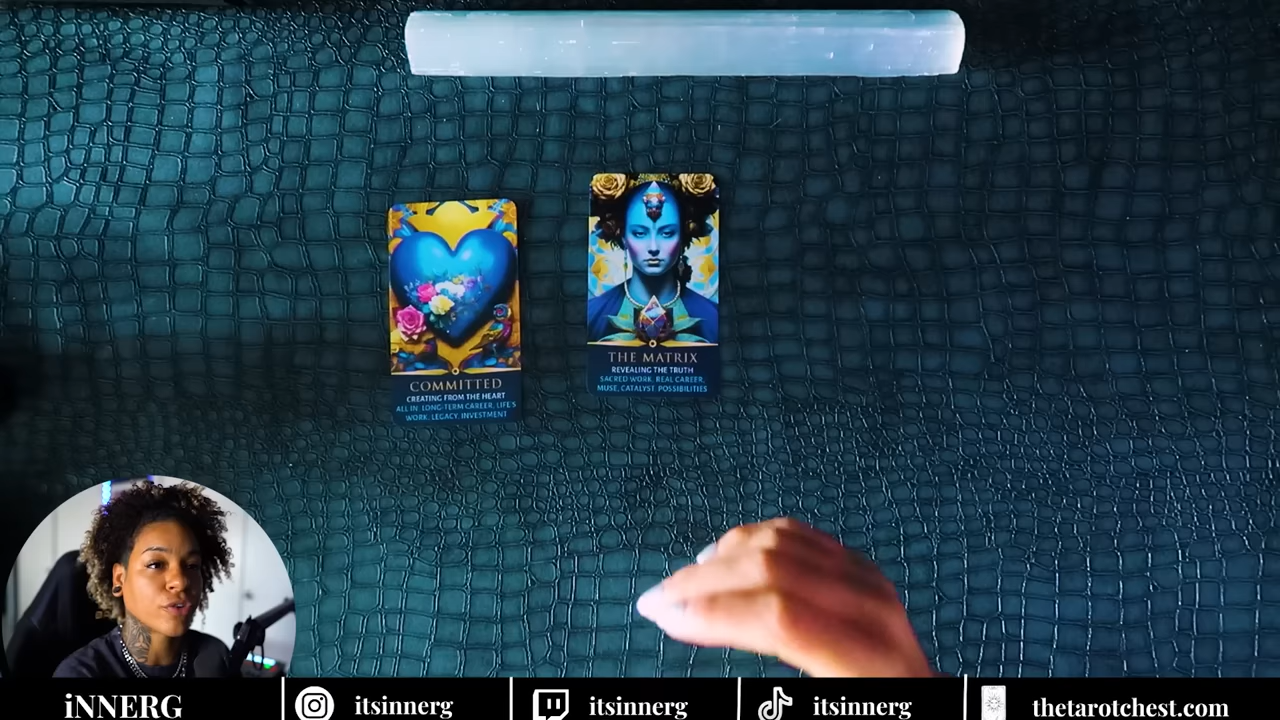 COMMITTED
CREATING FROM THE HEART
ALL IN, LONG-TERM CAREER, LIFE'S
WORK, LEGACY, INVESTMENT
THE MATRIX
REVEALING THE TRUTH
SACRED WORK, REAL CAREER,
MUSE, CATALYST, POSSIBILITIES
iNNERG
itsinnerg
itsinnerg
itsinnerg
thetarotchest.com